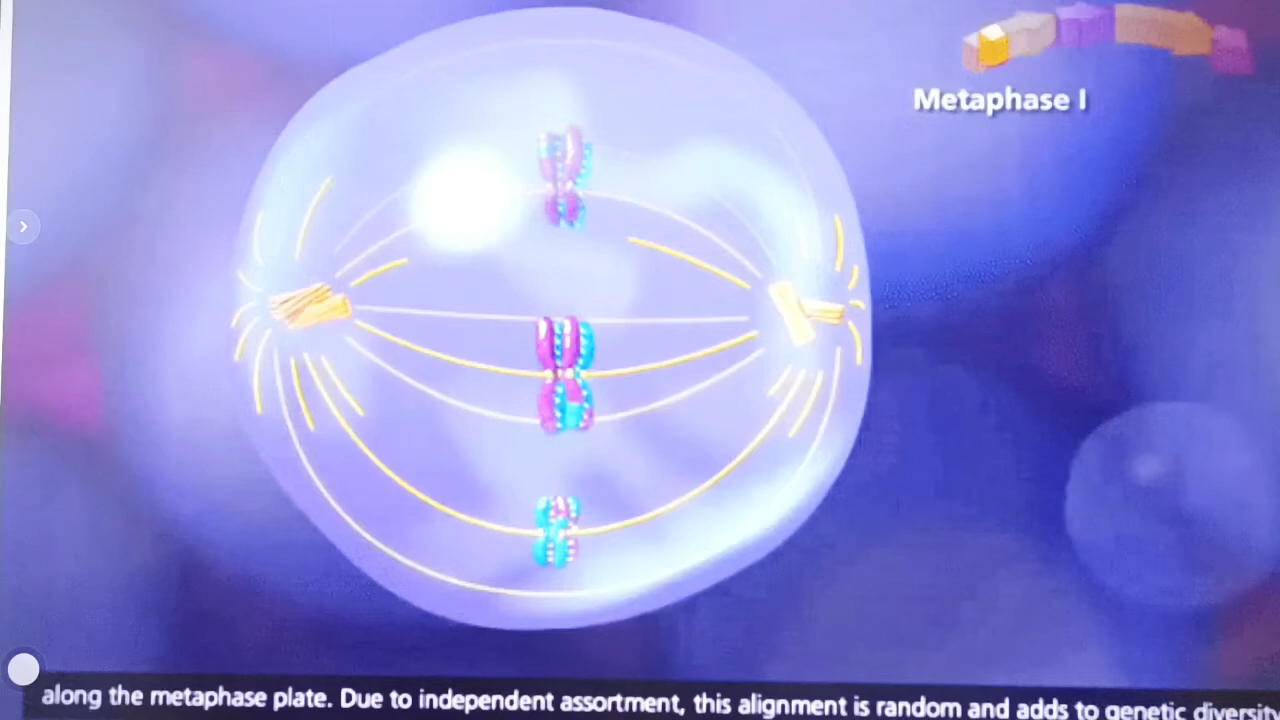 Metaphase I
along the metaphase plate. Due to independent assortment, this alignment is random and adds to genetic diversity